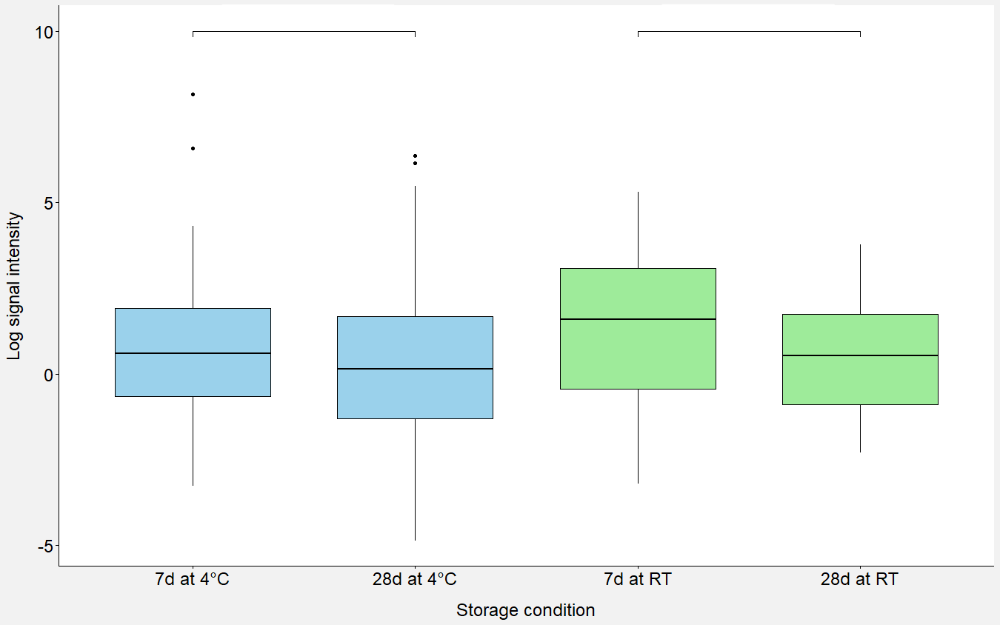 10
5
0
-5
Log signal intensity
7d at 4°C
28d at 4°C
7d at RT
28d at RT
Storage condition